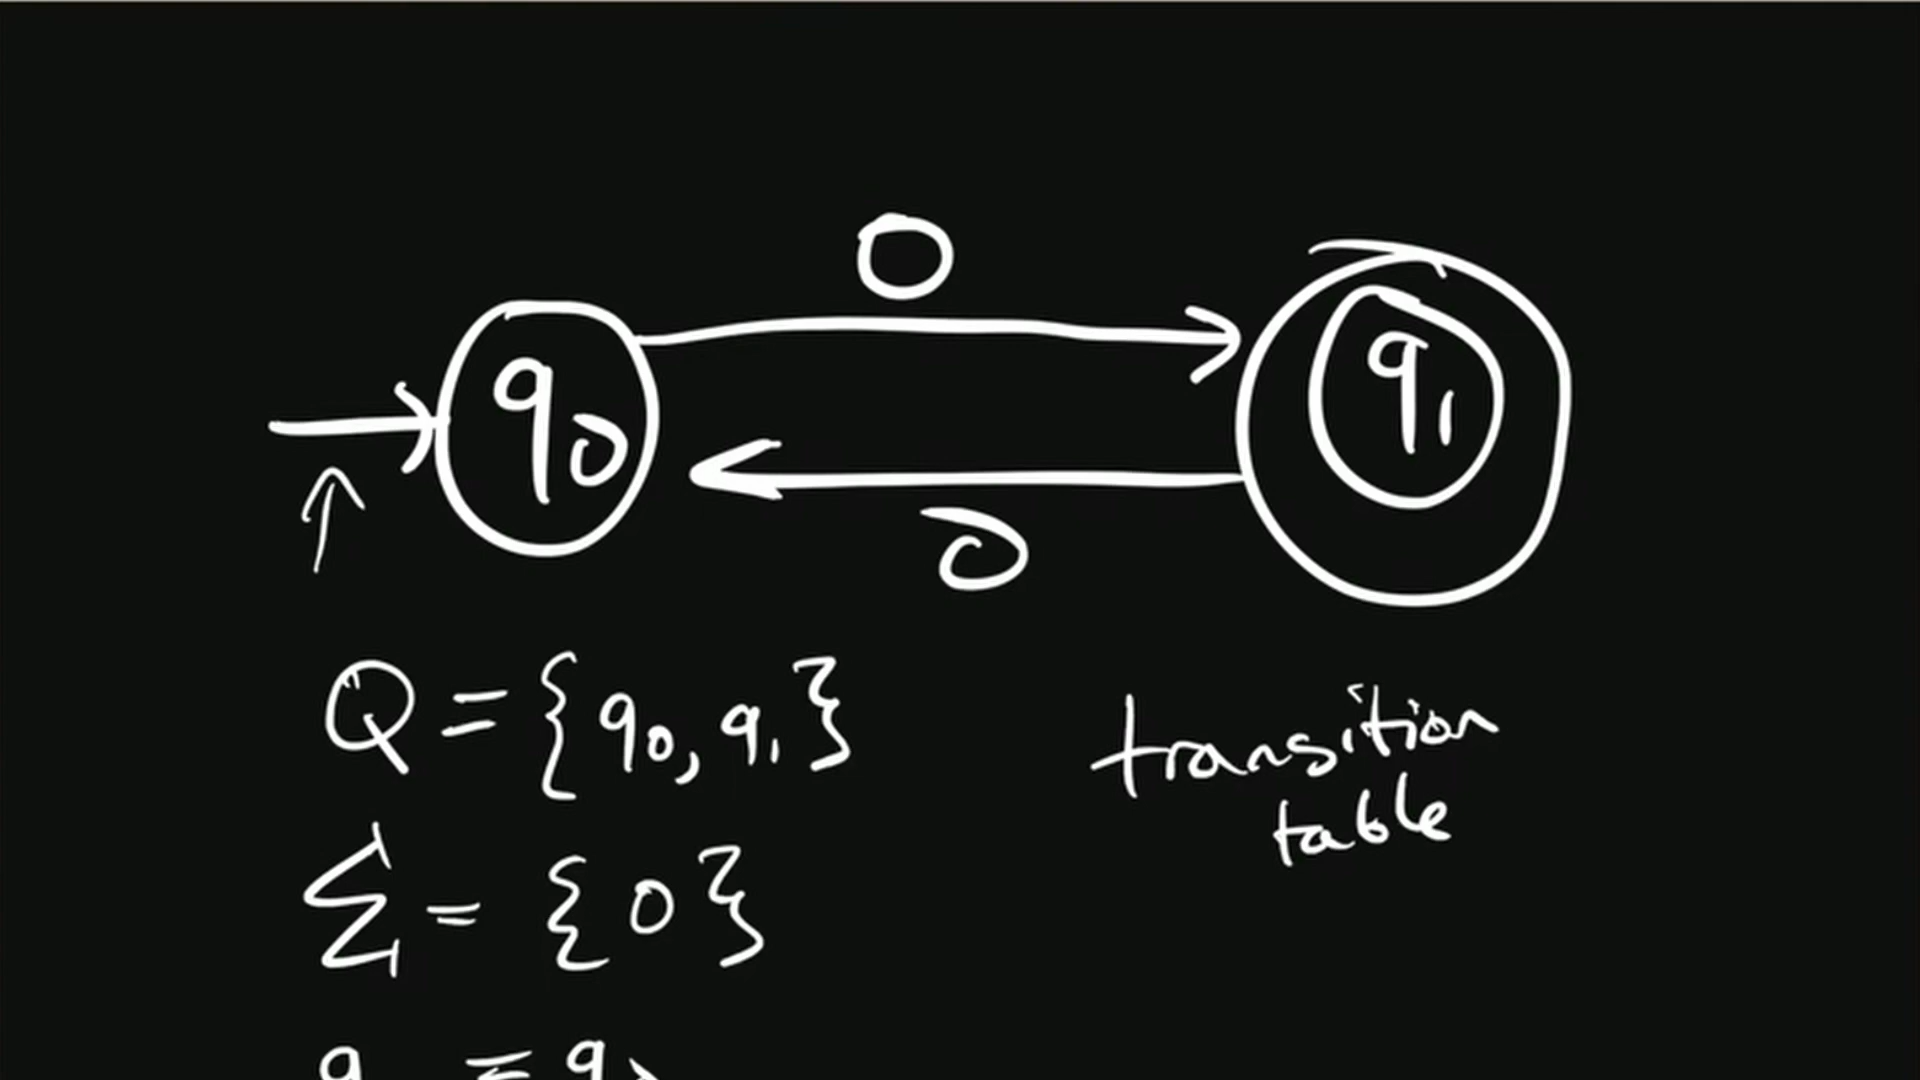 0
q₀
q₁
0
Q = {q₀, q₁}
transition
table
Σ = {0}